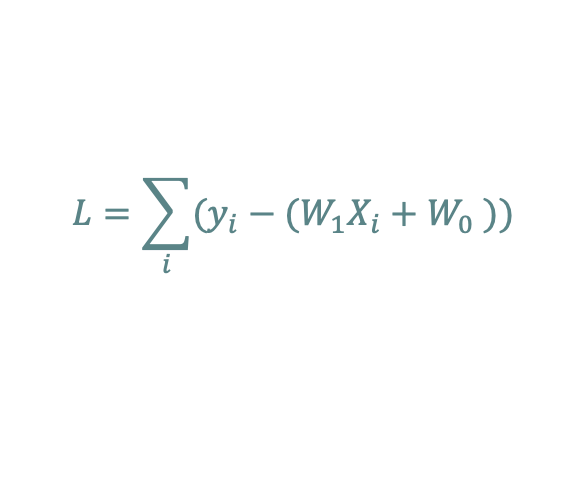 L = ∑_i (y_i − (W_1X_i + W_0 ))